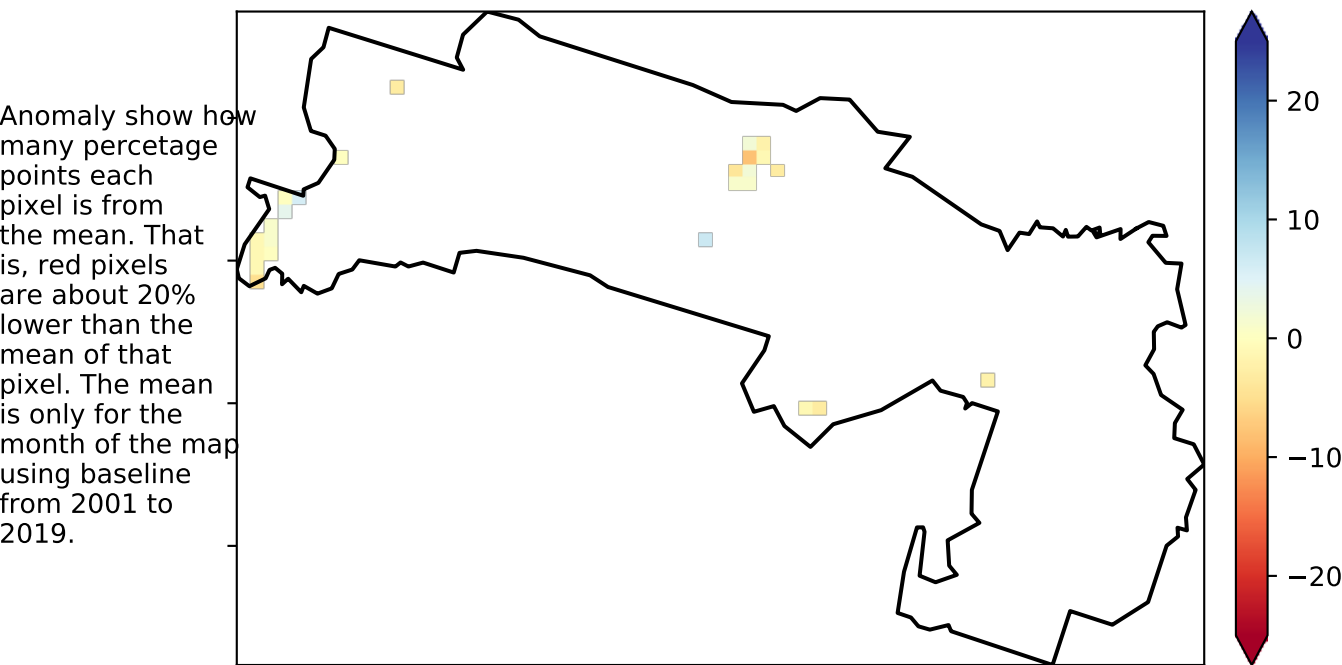 Anomaly show how
many percetage
points each
pixel is from
the mean. That
is, red pixels
are about 20%
lower than the
mean of that
pixel. The mean
is only for the
month of the map
using baseline
from 2001 to
2019.
20
10
0
−10
−20